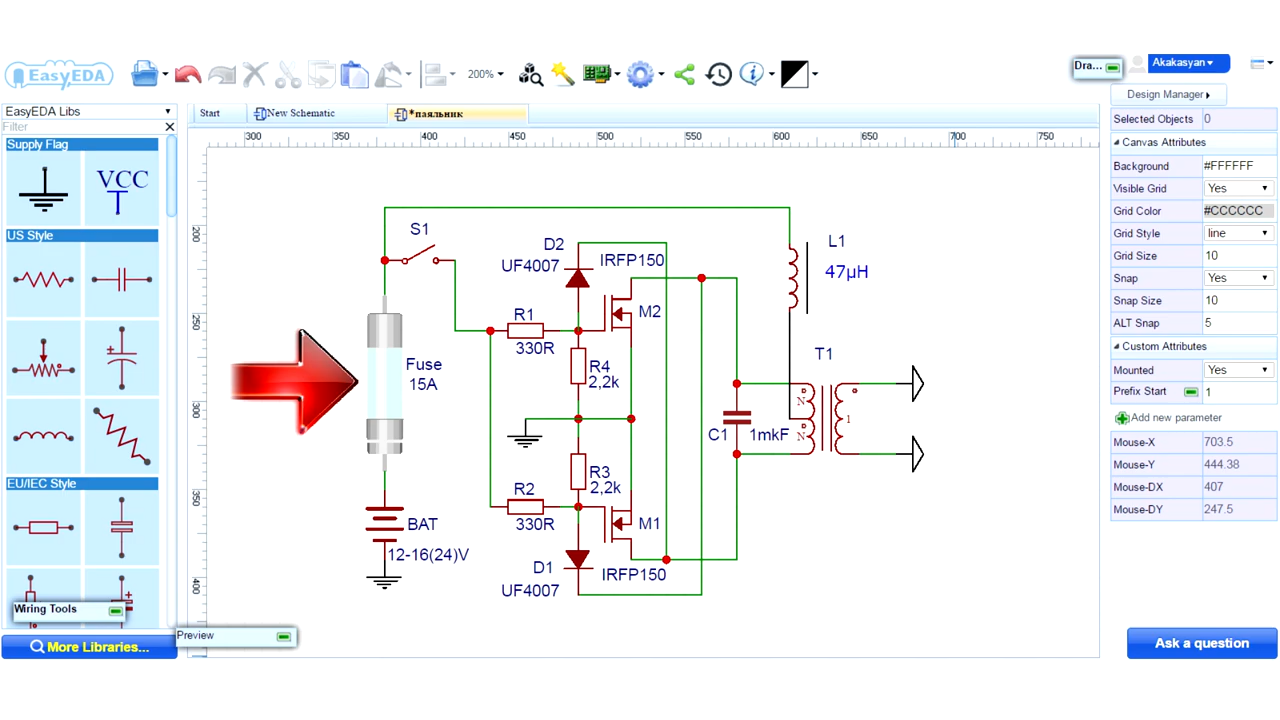 EasyEDA
200%
Dra...
Akakasyan
EasyEDA Libs
Filter
Supply Flag
VCC
US Style
EU/IEC Style
Wiring Tools
More Libraries...
Preview
Start
New Schematic
*паяльник
300
350
400
450
500
550
600
650
700
750
200
250
300
350
400
S1
Fuse
15A
BAT
12-16(24)V
R1
330R
R2
330R
D2
UF4007
IRFP150
M2
R4
2,2k
R3
2,2k
M1
IRFP150
D1
UF4007
C1
1mkF
L1
47µH
T1
N
N
1
Design Manager
Selected Objects 0
Canvas Attributes
Background #FFFFFF
Visible Grid Yes
Grid Color #CCCCCC
Grid Style line
Grid Size 10
Snap Yes
Snap Size 10
ALT Snap 5
Custom Attributes
Mounted Yes
Prefix Start 1
Add new parameter
Mouse-X 703.5
Mouse-Y 444.38
Mouse-DX 407
Mouse-DY 247.5
Ask a question